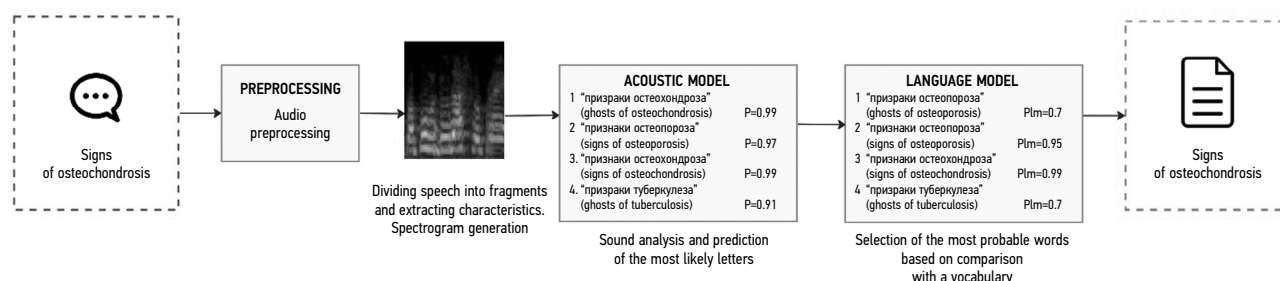 Signs
of osteochondrosis
PREPROCESSING
Audio
preprocessing
Dividing speech into fragments
and extracting characteristics.
Spectrogram generation
ACOUSTIC MODEL
1 “призраки остеохондроза”
(ghosts of osteochondrosis) P=0.99
2 “признаки остеопороза”
(signs of osteoporosis) P=0.97
3. “признаки остеохондроза”
(signs of osteochondrosis) P=0.99
4. “призраки туберкулеза”
(ghosts of tuberculosis) P=0.91
Sound analysis and prediction
of the most likely letters
LANGUAGE MODEL
1 “призраки остеопороза”
(ghosts of osteoporosis) Plm=0.7
2 “признаки остеопороза”
(signs of osteoporosis) Plm=0.95
3 “признаки остеохондроза”
(signs of osteochondrosis) Plm=0.99
4 “призраки туберкулеза”
(ghosts of tuberculosis) Plm=0.7
Selection of the most probable words
based on comparison
with a vocabulary
Signs
of osteochondrosis